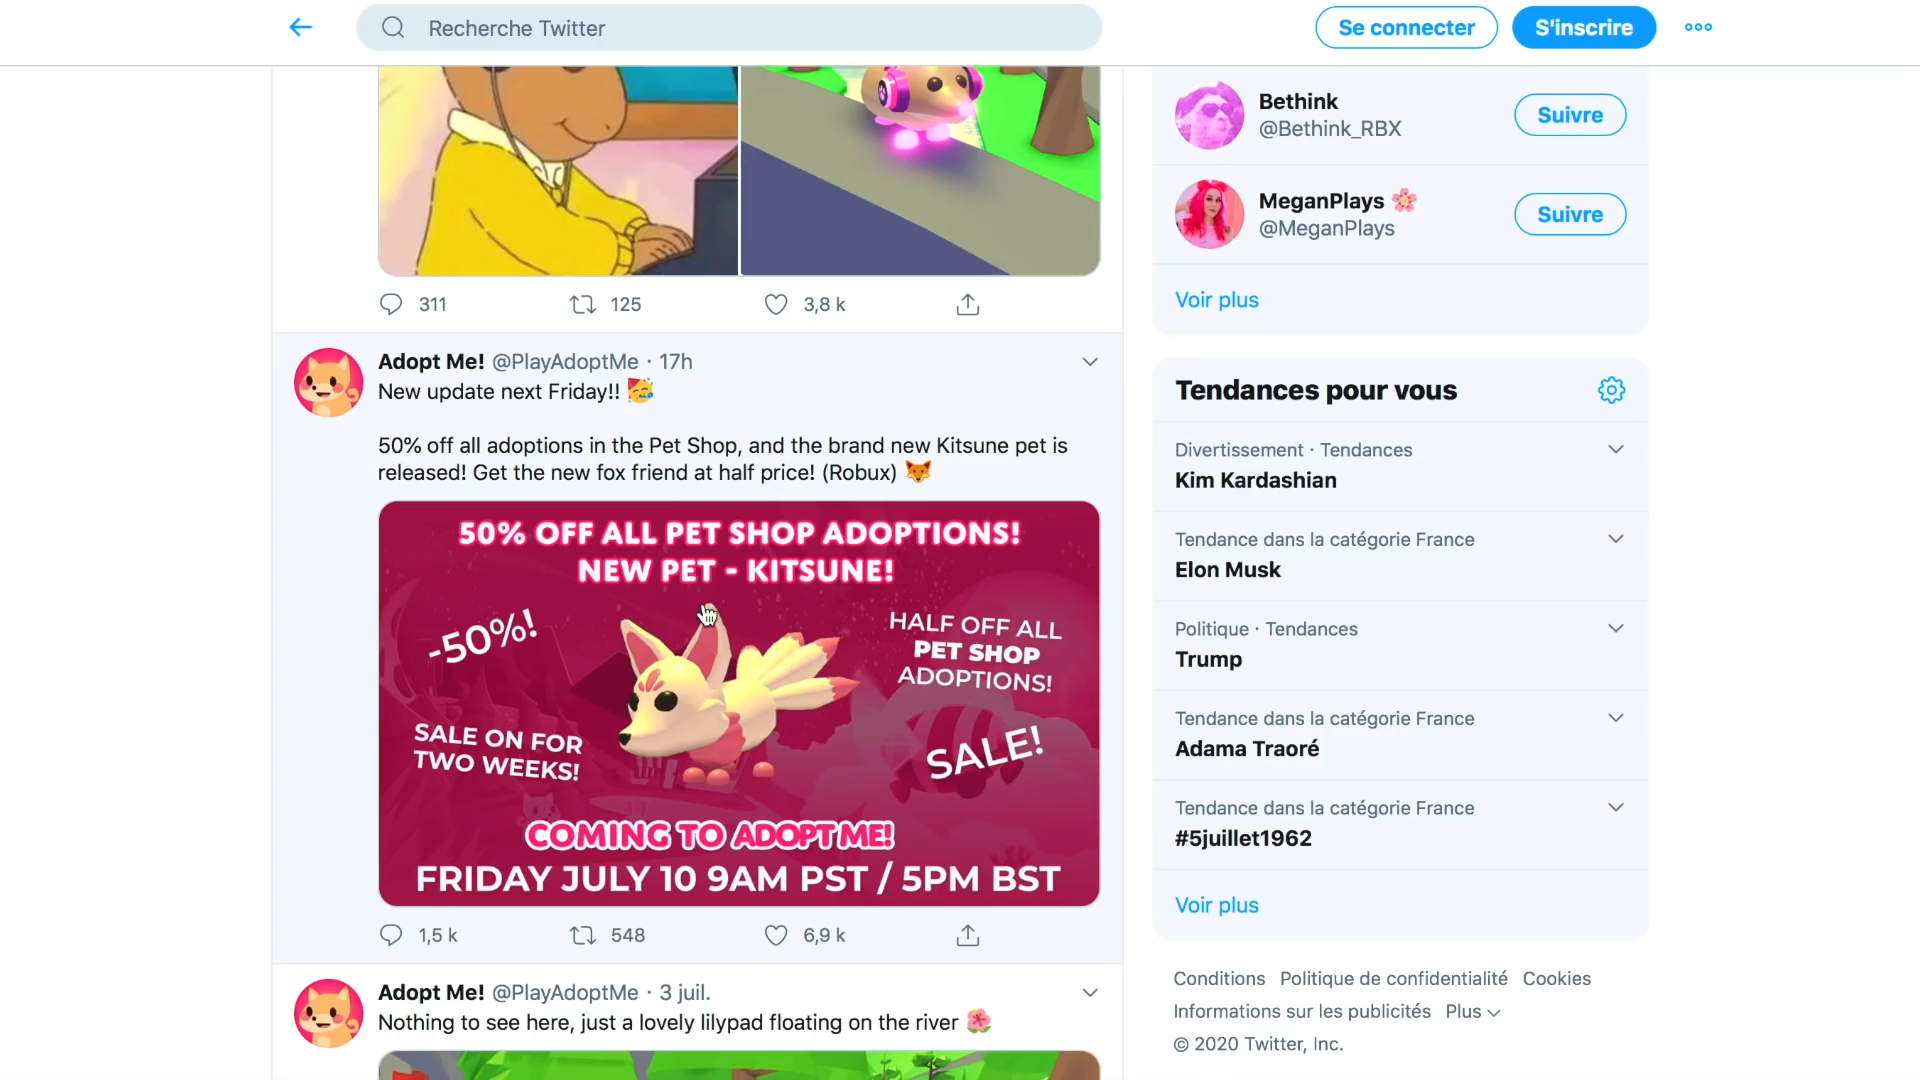 Recherche Twitter
Se connecter
S'inscrire
311
125
3,8 k
Adopt Me! @PlayAdoptMe · 17h
New update next Friday!! 🥳
50% off all adoptions in the Pet Shop, and the brand new Kitsune pet is
released! Get the new fox friend at half price! (Robux) 🦊
50% OFF ALL PET SHOP ADOPTIONS!
NEW PET - KITSUNE!
-50%!
HALF OFF ALL
PET SHOP
ADOPTIONS!
SALE ON FOR
TWO WEEKS!
SALE!
COMING TO ADOPT ME!
FRIDAY JULY 10 9AM PST / 5PM BST
1,5 k
548
6,9 k
Adopt Me! @PlayAdoptMe · 3 juil.
Nothing to see here, just a lovely lilypad floating on the river 🌺
Bethink
@Bethink_RBX
Suivre
MeganPlays 🌸
@MeganPlays
Suivre
Voir plus
Tendances pour vous
Divertissement · Tendances
Kim Kardashian
Tendance dans la catégorie France
Elon Musk
Politique · Tendances
Trump
Tendance dans la catégorie France
Adama Traoré
Tendance dans la catégorie France
#5juillet1962
Voir plus
Conditions Politique de confidentialité Cookies
Informations sur les publicités Plus
© 2020 Twitter, Inc.